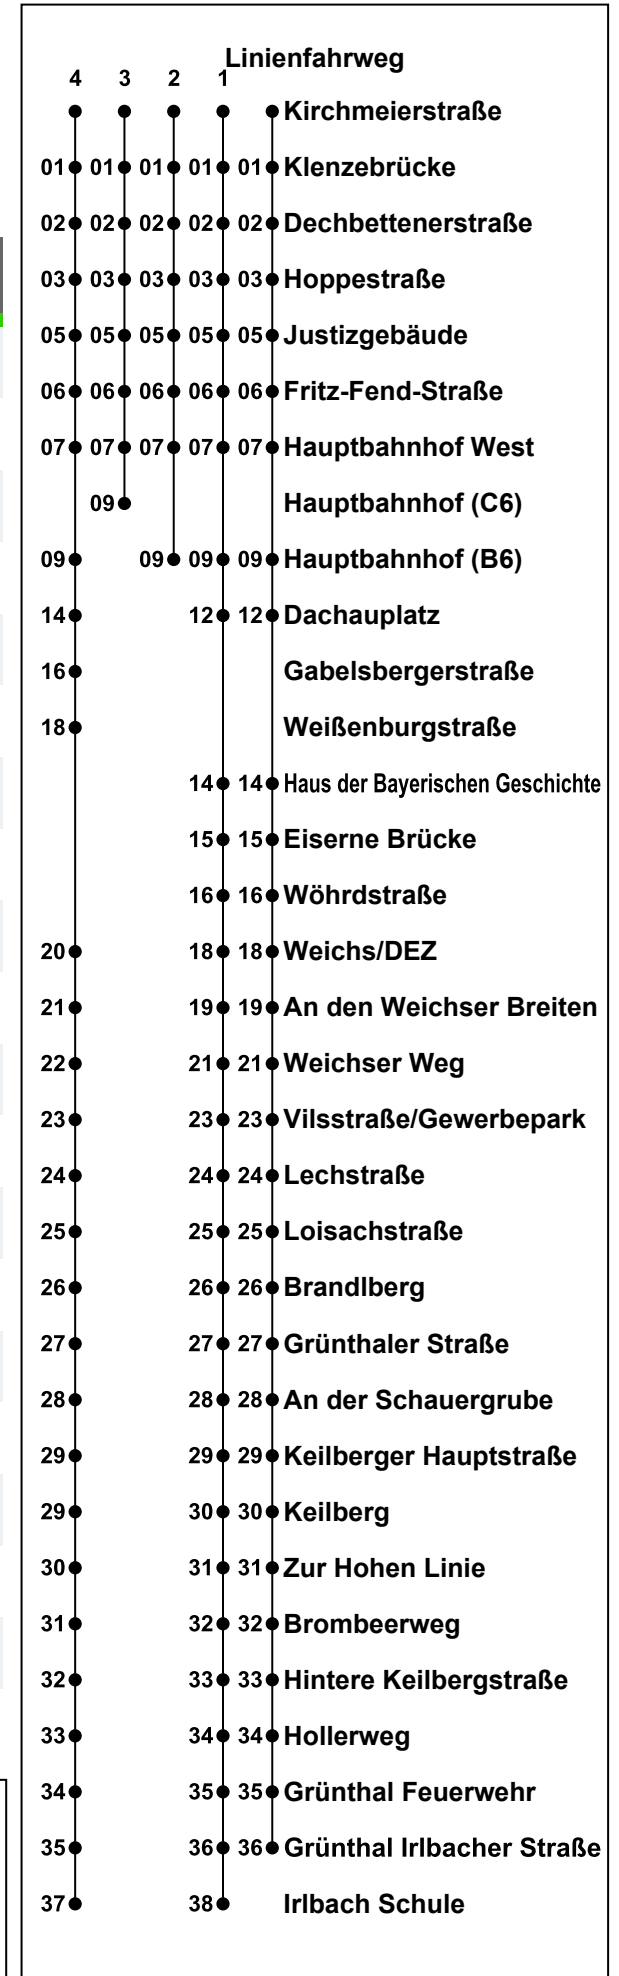 Linienfahrweg
4 3 2 1
Kirchmeierstraße
01 01 01 01 01 Klenzebrücke
02 02 02 02 02 Dechbettenerstraße
03 03 03 03 03 Hoppestraße
05 05 05 05 05 Justizgebäude
06 06 06 06 06 Fritz-Fend-Straße
07 07 07 07 07 Hauptbahnhof West
09 Hauptbahnhof (C6)
09 09 09 09 Hauptbahnhof (B6)
14 12 12 Dachauplatz
16 Gabelsbergerstraße
18 Weißenburgstraße
14 14 Haus der Bayerischen Geschichte
15 15 Eiserne Brücke
16 16 Wöhrdstraße
20 18 18 Weichs/DEZ
21 19 19 An den Weichser Breiten
22 21 21 Weichser Weg
23 23 23 Vilsstraße/Gewerbepark
24 24 24 Lechstraße
25 25 25 Loisachstraße
26 26 26 Brandlberg
27 27 27 Grünthaler Straße
28 28 28 An der Schauergrube
29 29 29 Keilberger Hauptstraße
29 30 30 Keilberg
30 31 31 Zur Hohen Linie
31 32 32 Brombeerweg
32 33 33 Hintere Keilbergstraße
33 34 34 Hollerweg
34 35 35 Grünthal Feuerwehr
35 36 36 Grünthal Irlbacher Straße
37 38 Irlbach Schule